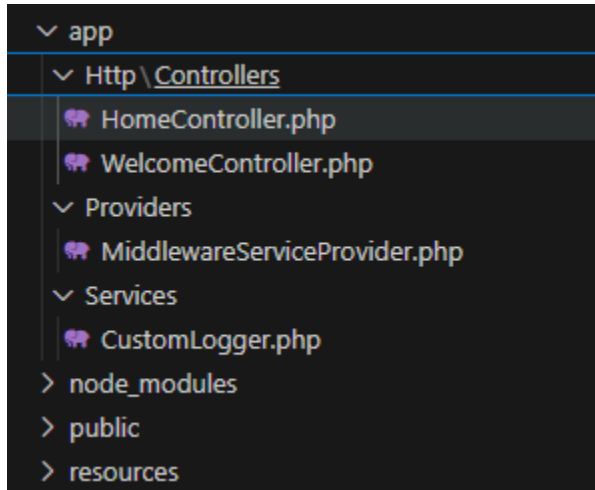 app
Http\Controllers
HomeController.php
WelcomeController.php
Providers
MiddlewareServiceProvider.php
Services
CustomLogger.php
node_modules
public
resources